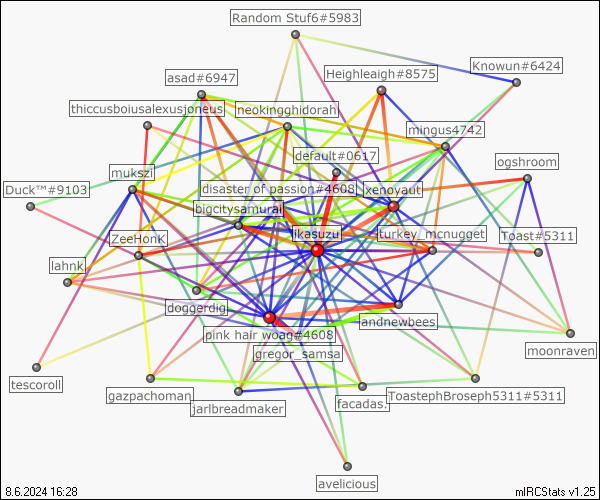 Random Stuf6#5983
Knowun#6424
Heighleigh#8575
asad#6947
thiccusboiusalexusjoneus
neokingghidorah
mingus4742
default#0617
ogshroom
mukszi
Duck™#9103
disaster of passion#4608
xenoyaut
bigcitysamurai
jikasuzu
turkey_mcnugget
Toast#5311
ZeeHonK
lahnk
doggerdig
andnewbees
pink hair woag#4608
gregor_samsa
moonraven
tescoroll
gazpachoman
jarlbreadmaker
facadas.
ToastephBroseph5311#5311
avelicious
8.6.2024 16:28
mIRCStats v1.25